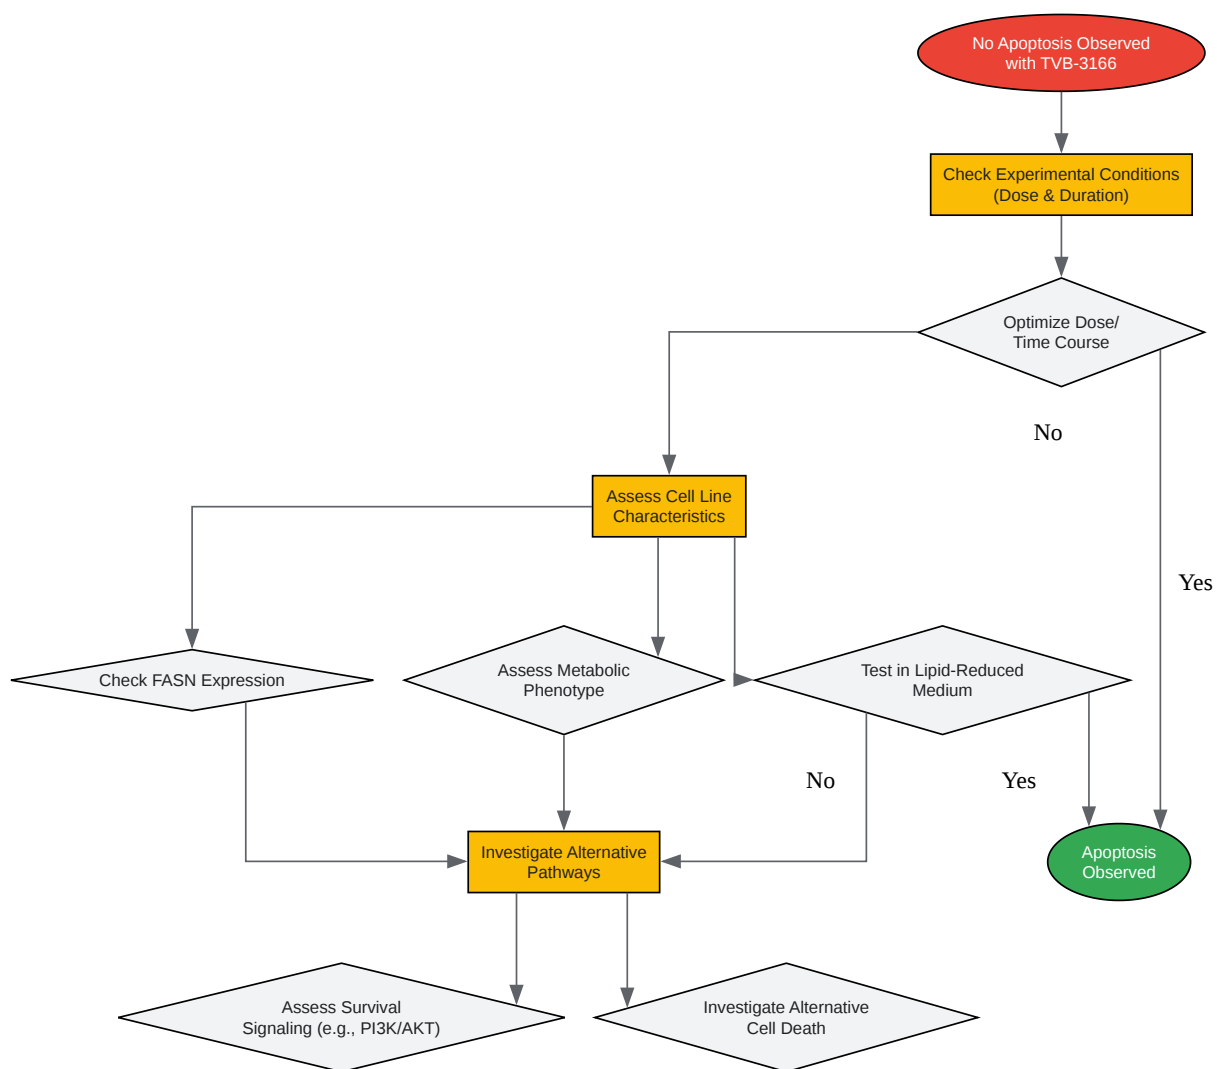 No Apoptosis Observed
with TVB-3166
Check Experimental Conditions
(Dose & Duration)
Optimize Dose/
Time Course
No
Assess Cell Line
Characteristics
Yes
Check FASN Expression
Assess Metabolic
Phenotype
Test in Lipid-Reduced
Medium
No
Yes
Investigate Alternative
Pathways
Apoptosis
Observed
Assess Survival
Signaling (e.g., PI3K/AKT)
Investigate Alternative
Cell Death